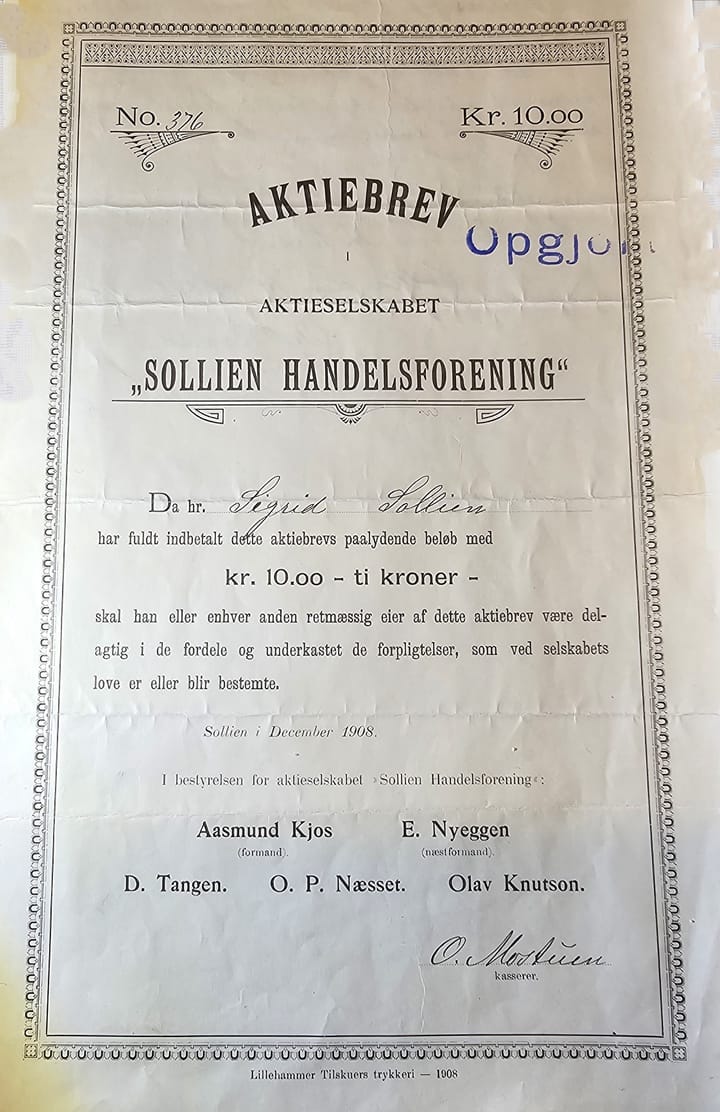 No. 376
Kr. 10.00
AKTIEBREV
I
AKTIESELSKABET
„SOLLIEN HANDELSFORENING“
Da hr. Sigrid Sollien
har fuldt indbetalt dette aktiebrevs paalydende beløb med
kr. 10.00 – ti kroner –
skal han eller enhver anden retmæssig eier af dette aktiebrev være del-
agtig i de fordele og underkastet de forpligtelser, som ved selskabets
love er eller blir bestemte.
Sollien i December 1908.
I bestyrelsen for aktieselskabet »Sollien Handelsforening«:
Aasmund Kjos E. Nyeggen
(formand). (næstformand).
D. Tangen. O. P. Næsset. Olav Knutson.
O. Mostuen
kasserer.
Lillehammer Tilskuers trykkeri — 1908